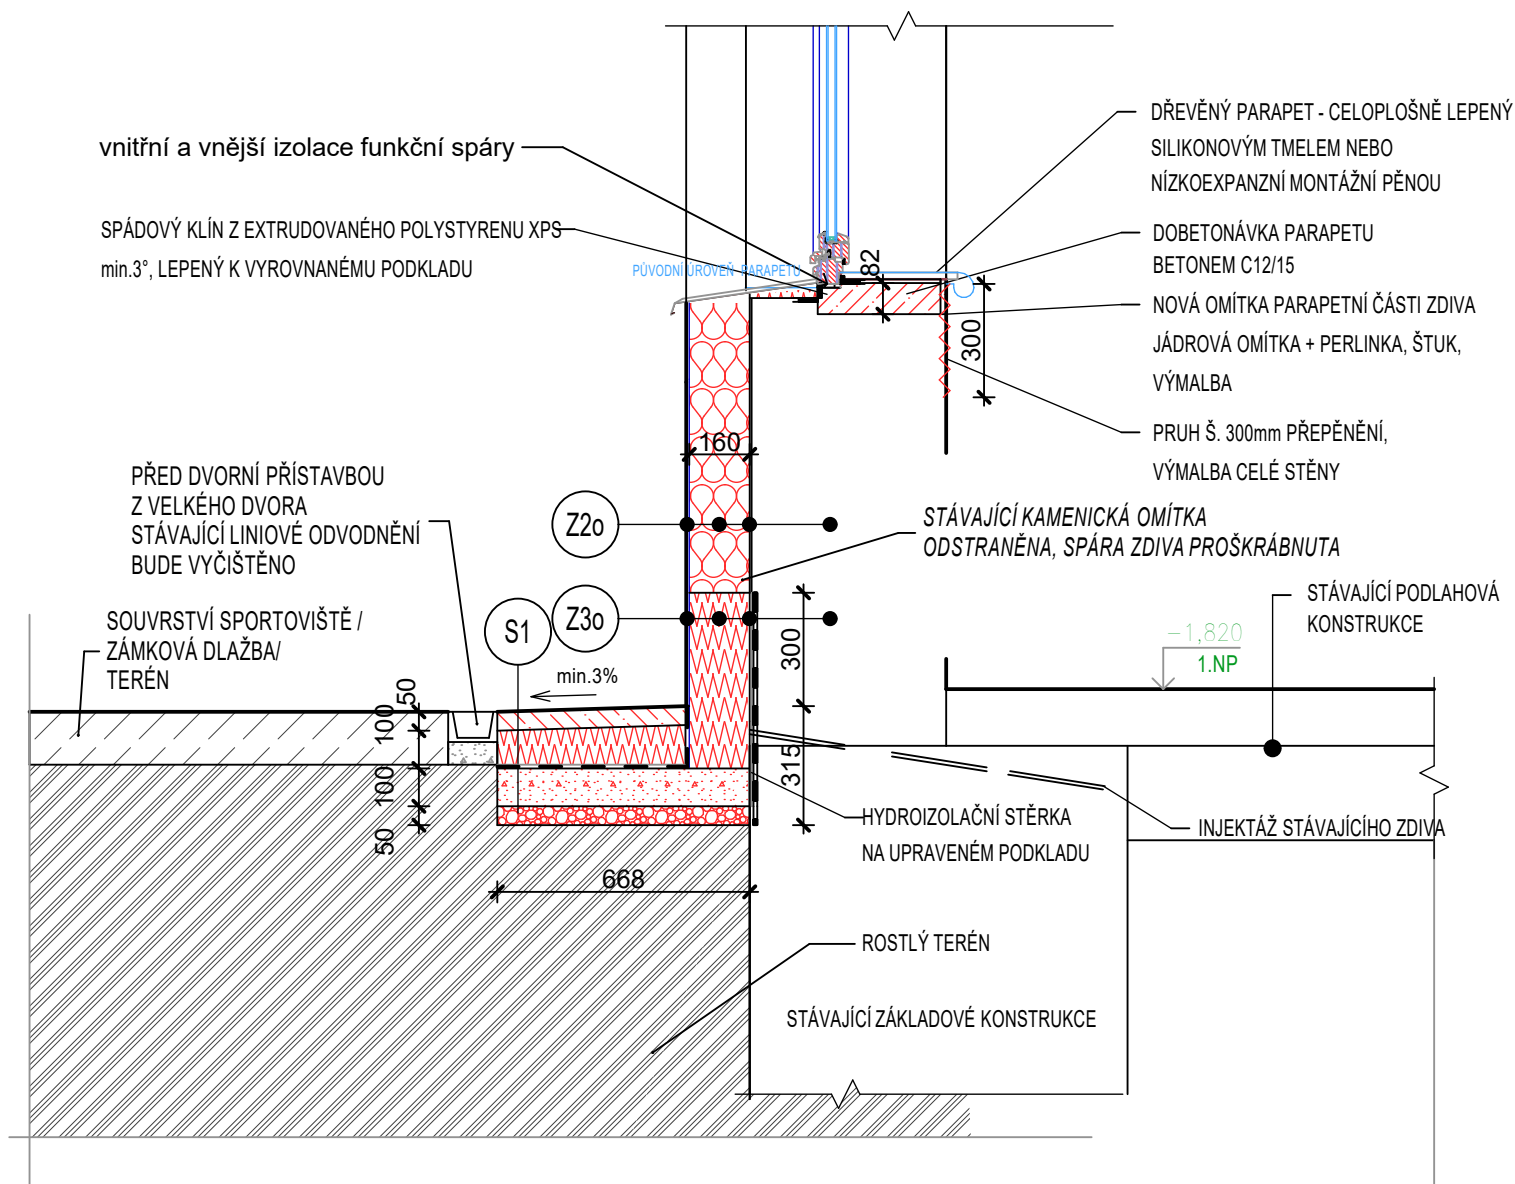 vnitřní a vnější izolace funkční spáry
SPÁDOVÝ KLÍN Z EXTRUDOVANÉHO POLYSTYRENU XPS
min.3°, LEPENÝ K VYROVNANÉMU PODKLADU
PŮVODNÍ ÚROVEŇ PARAPETU
82
300
DŘEVĚNÝ PARAPET - CELOPLOŠNĚ LEPENÝ
SILIKONOVÝM TMELEM NEBO
NÍZKOEXPANZNÍ MONTÁŽNÍ PĚNOU
DOBETONÁVKA PARAPETU
BETONEM C12/15
NOVÁ OMÍTKA PARAPETNÍ ČÁSTI ZDIVA
JÁDROVÁ OMÍTKA + PERLINKA, ŠTUK,
VÝMALBA
PRUH Š. 300mm PŘEPĚNĚNÍ,
VÝMALBA CELÉ STĚNY
160
PŘED DVORNÍ PŘÍSTAVBOU
Z VELKÉHO DVORA
STÁVAJÍCÍ LINIOVÉ ODVODNĚNÍ
BUDE VYČIŠTĚNO
Z2o
STÁVAJÍCÍ KAMENICKÁ OMÍTKA
ODSTRANĚNA, SPÁRA ZDIVA PROŠKRÁBNUTA
SOUVRSTVÍ SPORTOVIŠTĚ /
ZÁMKOVÁ DLAŽBA/
TERÉN
S1
Z3o
STÁVAJÍCÍ PODLAHOVÁ
KONSTRUKCE
-1,820
1.NP
min.3%
300
315
50
100
100
50
668
HYDROIZOLAČNÍ STĚRKA
NA UPRAVENÉM PODKLADU
INJEKTÁŽ STÁVAJÍCÍHO ZDIVA
ROSTLÝ TERÉN
STÁVAJÍCÍ ZÁKLADOVÉ KONSTRUKCE